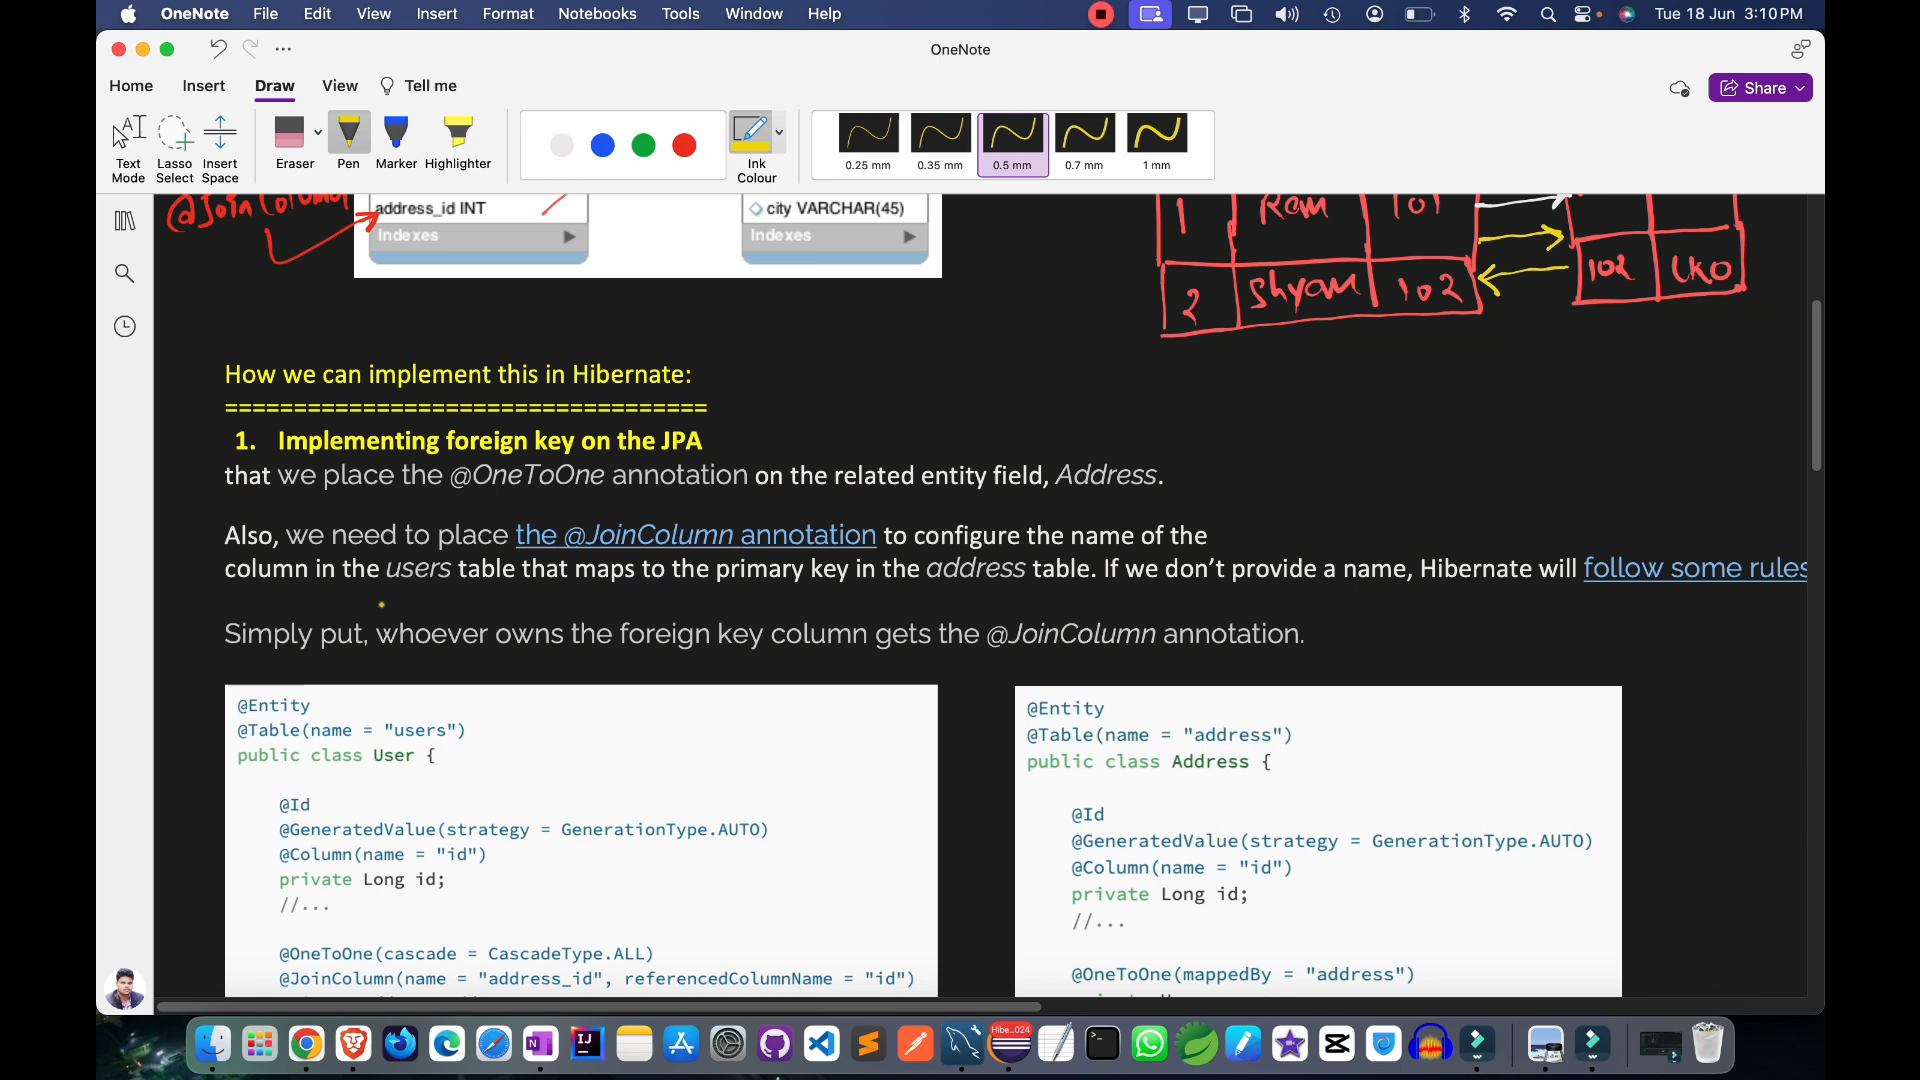 OneNote File Edit View Insert Format Notebooks Tools Window Help Tue 18 Jun 3:10 PM
OneNote
Home Insert Draw View Tell me Share
Text Mode
Lasso Select
Insert Space
Eraser
Pen
Marker
Highlighter
Ink Colour
0.25 mm 0.35 mm 0.5 mm 0.7 mm 1 mm
@JoinColumn
address_id INT
Indexes
city VARCHAR(45)
Indexes
1 Ram 101
2 Shyam 102
102 LKO
How we can implement this in Hibernate:
===================================
1. Implementing foreign key on the JPA
that we place the @OneToOne annotation on the related entity field, Address.
Also, we need to place the @JoinColumn annotation to configure the name of the
column in the users table that maps to the primary key in the address table. If we don’t provide a name, Hibernate will follow some rules
Simply put, whoever owns the foreign key column gets the @JoinColumn annotation.
@Entity
@Table(name = "users")
public class User {
@Id
@GeneratedValue(strategy = GenerationType.AUTO)
@Column(name = "id")
private Long id;
//...
@OneToOne(cascade = CascadeType.ALL)
@JoinColumn(name = "address_id", referencedColumnName = "id")
@Entity
@Table(name = "address")
public class Address {
@Id
@GeneratedValue(strategy = GenerationType.AUTO)
@Column(name = "id")
private Long id;
//...
@OneToOne(mappedBy = "address")
Hibe_024